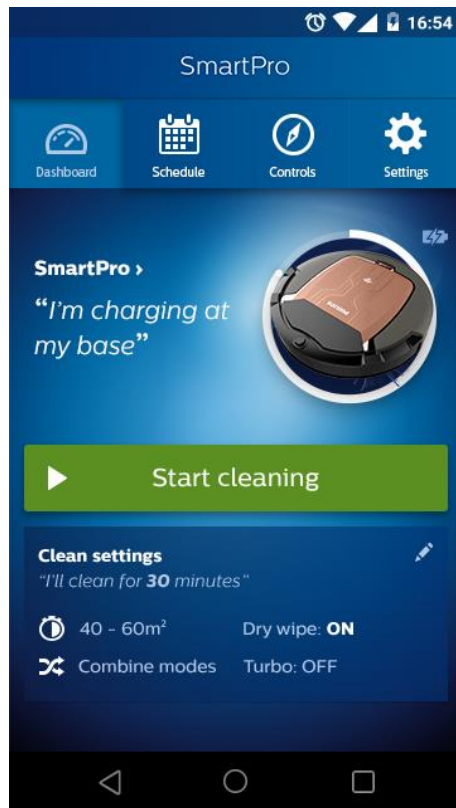 16:54
SmartPro
Dashboard Schedule Controls Settings
SmartPro ›
“I’m charging at
my base”
Start cleaning
Clean settings
“I’ll clean for 30 minutes”
40 – 60m² Dry wipe: ON
Combine modes Turbo: OFF